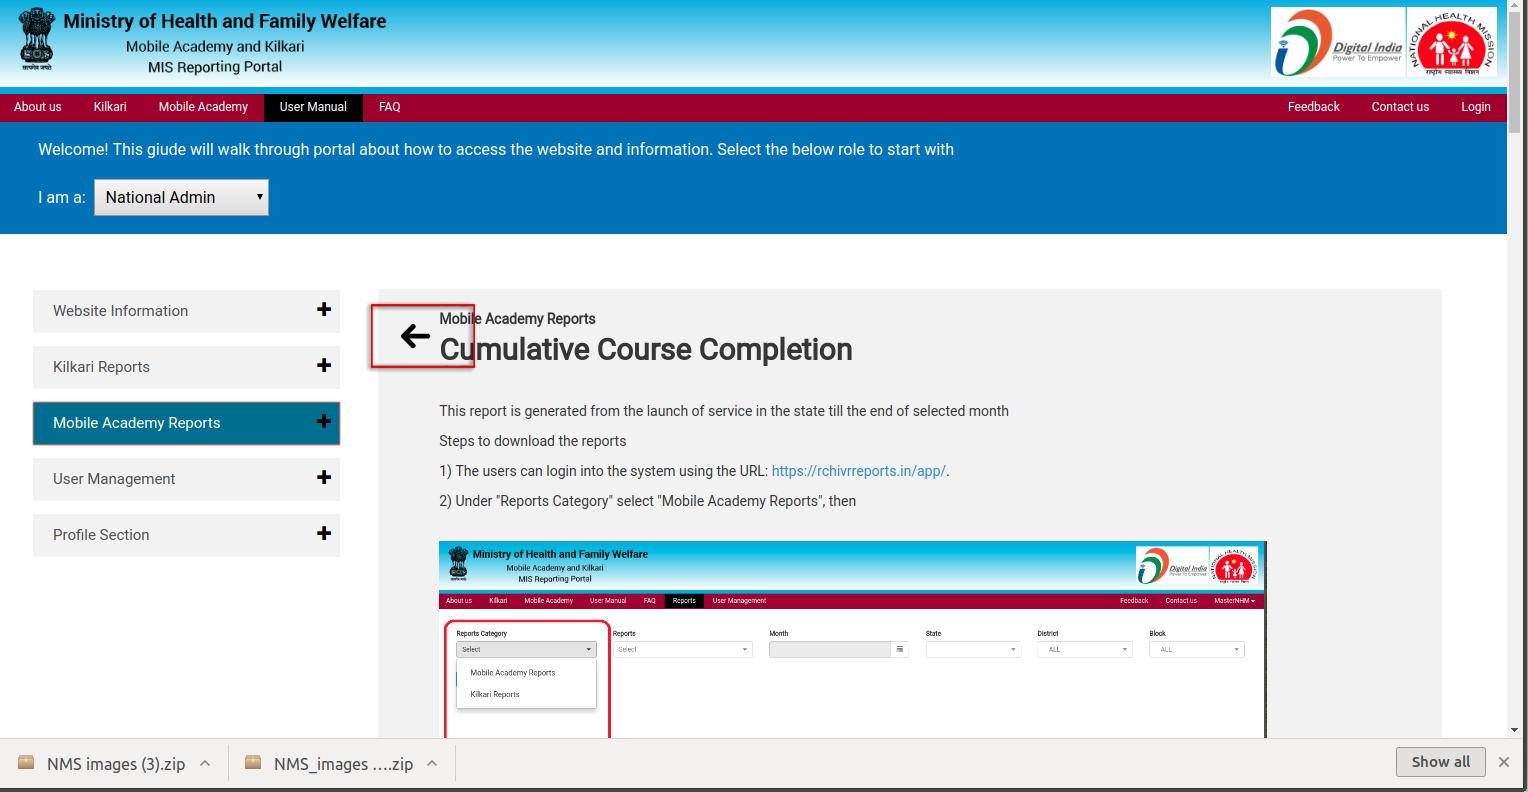 Ministry of Health and Family Welfare
Mobile Academy and Kilkari
MIS Reporting Portal
सत्यमेव जयते
Digital India
Power To Empower
NATIONAL HEALTH MISSION
राष्ट्रीय स्वास्थ्य मिशन
About us Kilkari Mobile Academy User Manual FAQ Feedback Contact us Login
Welcome! This giude will walk through portal about how to access the website and information. Select the below role to start with
I am a: National Admin
Website Information
Kilkari Reports
Mobile Academy Reports
User Management
Profile Section
Mobile Academy Reports
Cumulative Course Completion
This report is generated from the launch of service in the state till the end of selected month
Steps to download the reports
1) The users can login into the system using the URL: https://rchivrreports.in/app/.
2) Under "Reports Category" select "Mobile Academy Reports", then
Ministry of Health and Family Welfare
Mobile Academy and Kilkari
MIS Reporting Portal
Digital India
Power To Empower
NATIONAL HEALTH MISSION
About us Kilkari Mobile Academy User Manual FAQ Reports User Management Feedback Contact us MasterNHM
Reports Category Reports Month State District Block
Select Select ALL ALL
Mobile Academy Reports
Kilkari Reports
NMS images (3).zip NMS_images ....zip Show all